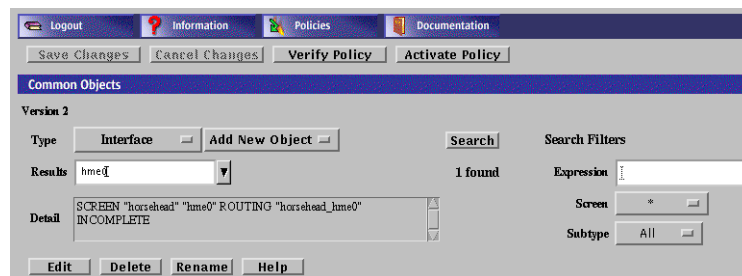 Logout Information Policies Documentation
Save Changes Cancel Changes Verify Policy Activate Policy
Common Objects
Version 2
Type Interface Add New Object Search Search Filters
Results hme0 1 found Expression
Screen *
Detail SCREEN "horsehead" "hme0" ROUTING "horsehead_hme0"
INCOMPLETE
Subtype All
Edit Delete Rename Help